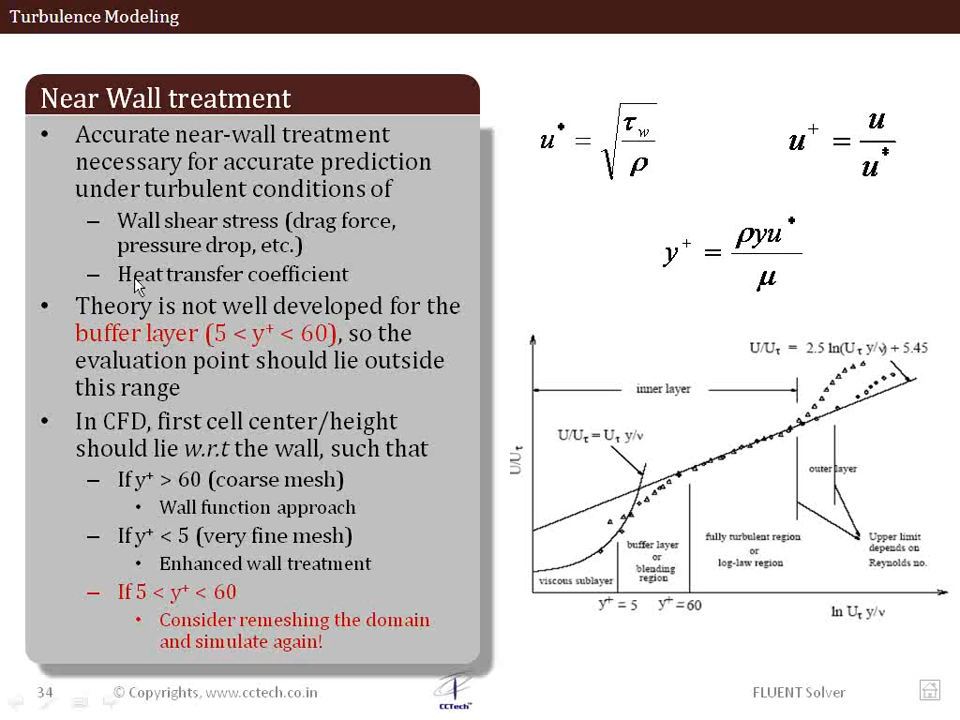 Turbulence Modeling
Near Wall treatment
• Accurate near-wall treatment
necessary for accurate prediction
under turbulent conditions of
– Wall shear stress (drag force,
pressure drop, etc.)
– Heat transfer coefficient
• Theory is not well developed for the
buffer layer (5 < y⁺ < 60), so the
evaluation point should lie outside
this range
• In CFD, first cell center/height
should lie w.r.t the wall, such that
– If y⁺ > 60 (coarse mesh)
• Wall function approach
– If y⁺ < 5 (very fine mesh)
• Enhanced wall treatment
– If 5 < y⁺ < 60
• Consider remeshing the domain
and simulate again!
u* = √(τw/ρ)
u⁺ = u/u*
y⁺ = ρyu*/μ
U/Uτ = 2.5 ln(Uτ y/ν) + 5.45
inner layer
U/Uτ = Uτ y/ν
U/Uτ
outer layer
viscous sublayer
buffer layer
or
blending
region
fully turbulent region
or
log-law region
Upper limit
depends on
Reynolds no.
y⁺ = 5
y⁺ = 60
ln Uτ y/ν
34
© Copyrights, www.cctech.co.in
CCTech™
FLUENT Solver